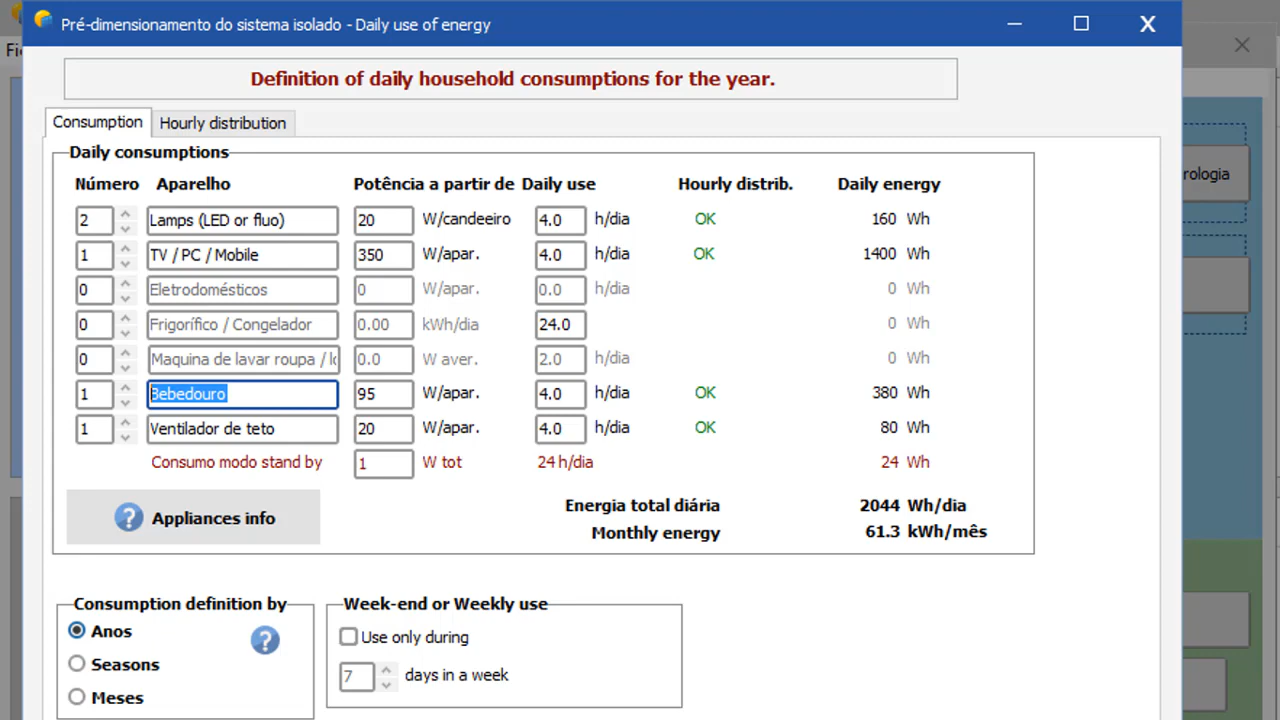 Pré-dimensionamento do sistema isolado - Daily use of energy
Definition of daily household consumptions for the year.
Consumption Hourly distribution
Daily consumptions
Número Aparelho Potência a partir de Daily use Hourly distrib. Daily energy
2 Lamps (LED or fluo) 20 W/candeeiro 4.0 h/dia OK 160 Wh
1 TV / PC / Mobile 350 W/apar. 4.0 h/dia OK 1400 Wh
0 Eletrodomésticos 0 W/apar. 0.0 h/dia 0 Wh
0 Frigorífico / Congelador 0.00 kWh/dia 24.0 0 Wh
0 Maquina de lavar roupa / 0.0 W aver. 2.0 h/dia 0 Wh
1 Bebedouro 95 W/apar. 4.0 h/dia OK 380 Wh
1 Ventilador de teto 20 W/apar. 4.0 h/dia OK 80 Wh
Consumo modo stand by 1 W tot 24 h/dia 24 Wh
? Appliances info
Energia total diária 2044 Wh/dia
Monthly energy 61.3 kWh/mês
Consumption definition by
Anos ?
Seasons
Meses
Week-end or Weekly use
Use only during
7 days in a week
rologia